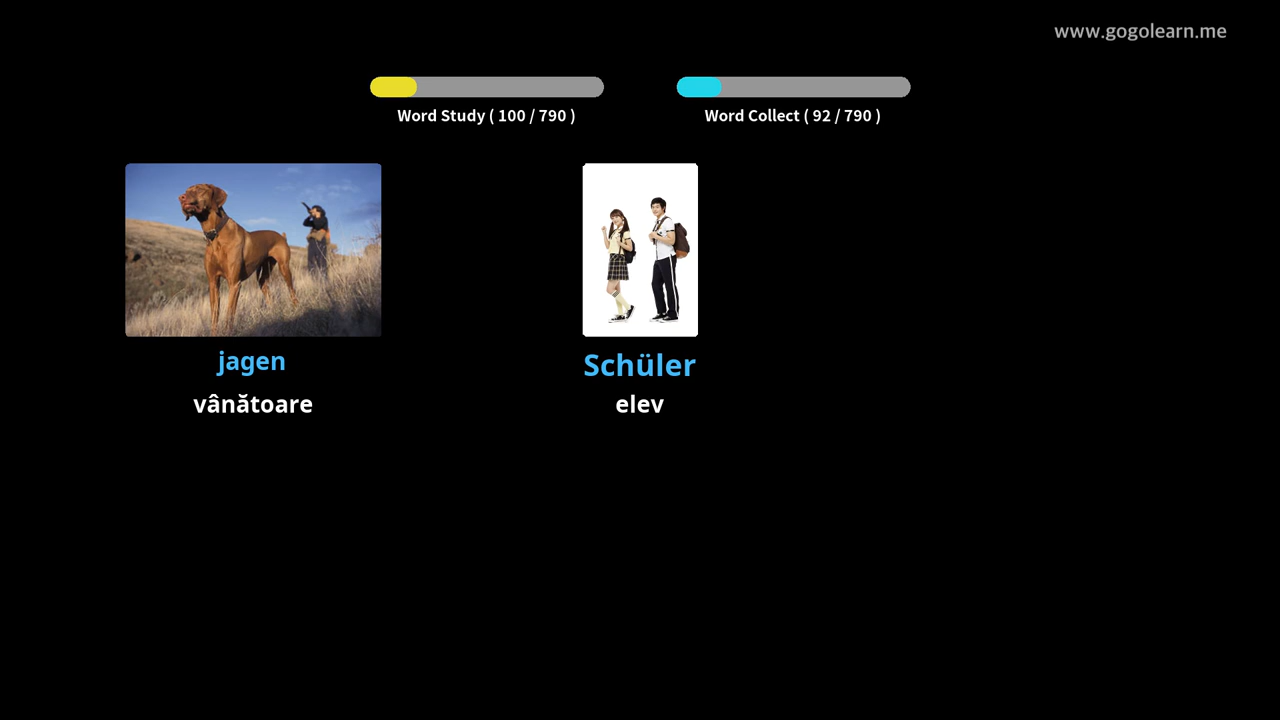 www.gogolearn.me
Word Study ( 100 / 790 )
Word Collect ( 92 / 790 )
jagen
vânătoare
Schüler
elev